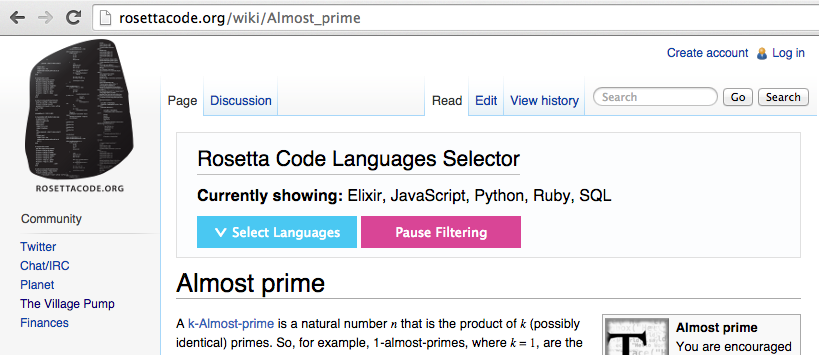 rosettacode.org/wiki/Almost_prime
Create account Log in
Page Discussion Read Edit View history Search Go Search
ROSETTACODE.ORG
Community
Twitter
Chat/IRC
Planet
The Village Pump
Finances
Rosetta Code Languages Selector
Currently showing: Elixir, JavaScript, Python, Ruby, SQL
Select Languages Pause Filtering
Almost prime
A k-Almost-prime is a natural number n that is the product of k (possibly
identical) primes. So, for example, 1-almost-primes, where k = 1, are the
T
Almost prime
You are encouraged